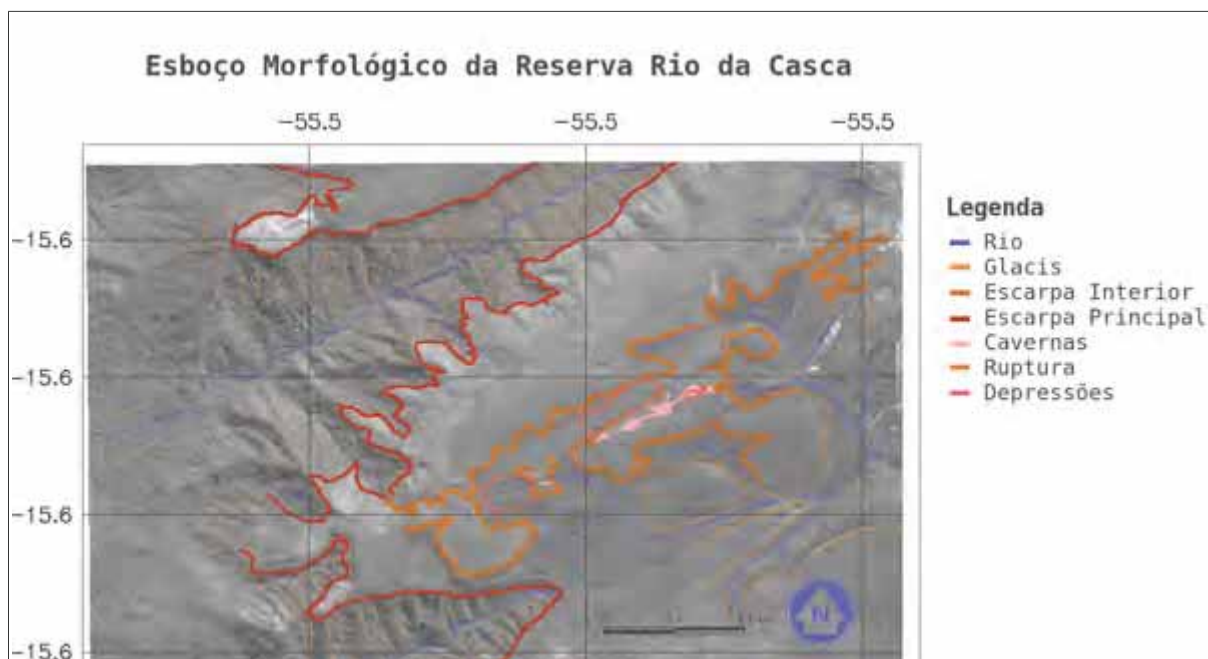 Esboço Morfológico da Reserva Rio da Casca
−55.5 −55.5 −55.5
−15.6
−15.6
−15.6
−15.6
Legenda
Rio
Glacis
Escarpa Interior
Escarpa Principal
Cavernas
Ruptura
Depressões
N